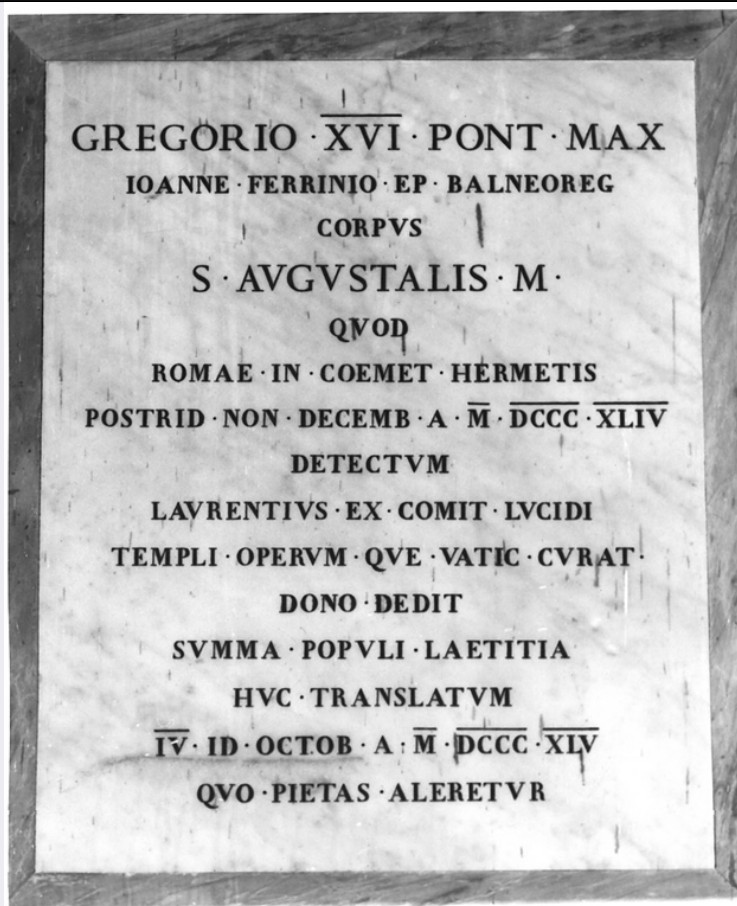 GREGORIO · XVI · PONT · MAX
IOANNE · FERRINIO · EP · BALNEOREG
CORPVS
S · AVGVSTALIS · M ·
QVOD
ROMAE · IN · COEMET · HERMETIS
POSTRID · NON · DECEMB · A · M · DCCC · XLIV
DETECTVM
LAVRENTIVS · EX · COMIT · LVCIDI
TEMPLI · OPERVM · QVE · VATIC · CVRAT ·
DONO · DEDIT
SVMMA · POPVLI · LAETITIA
HVC · TRANSLATVM
IV · ID · OCTOB · A · M · DCCC · XLV
QVO · PIETAS · ALERETVR